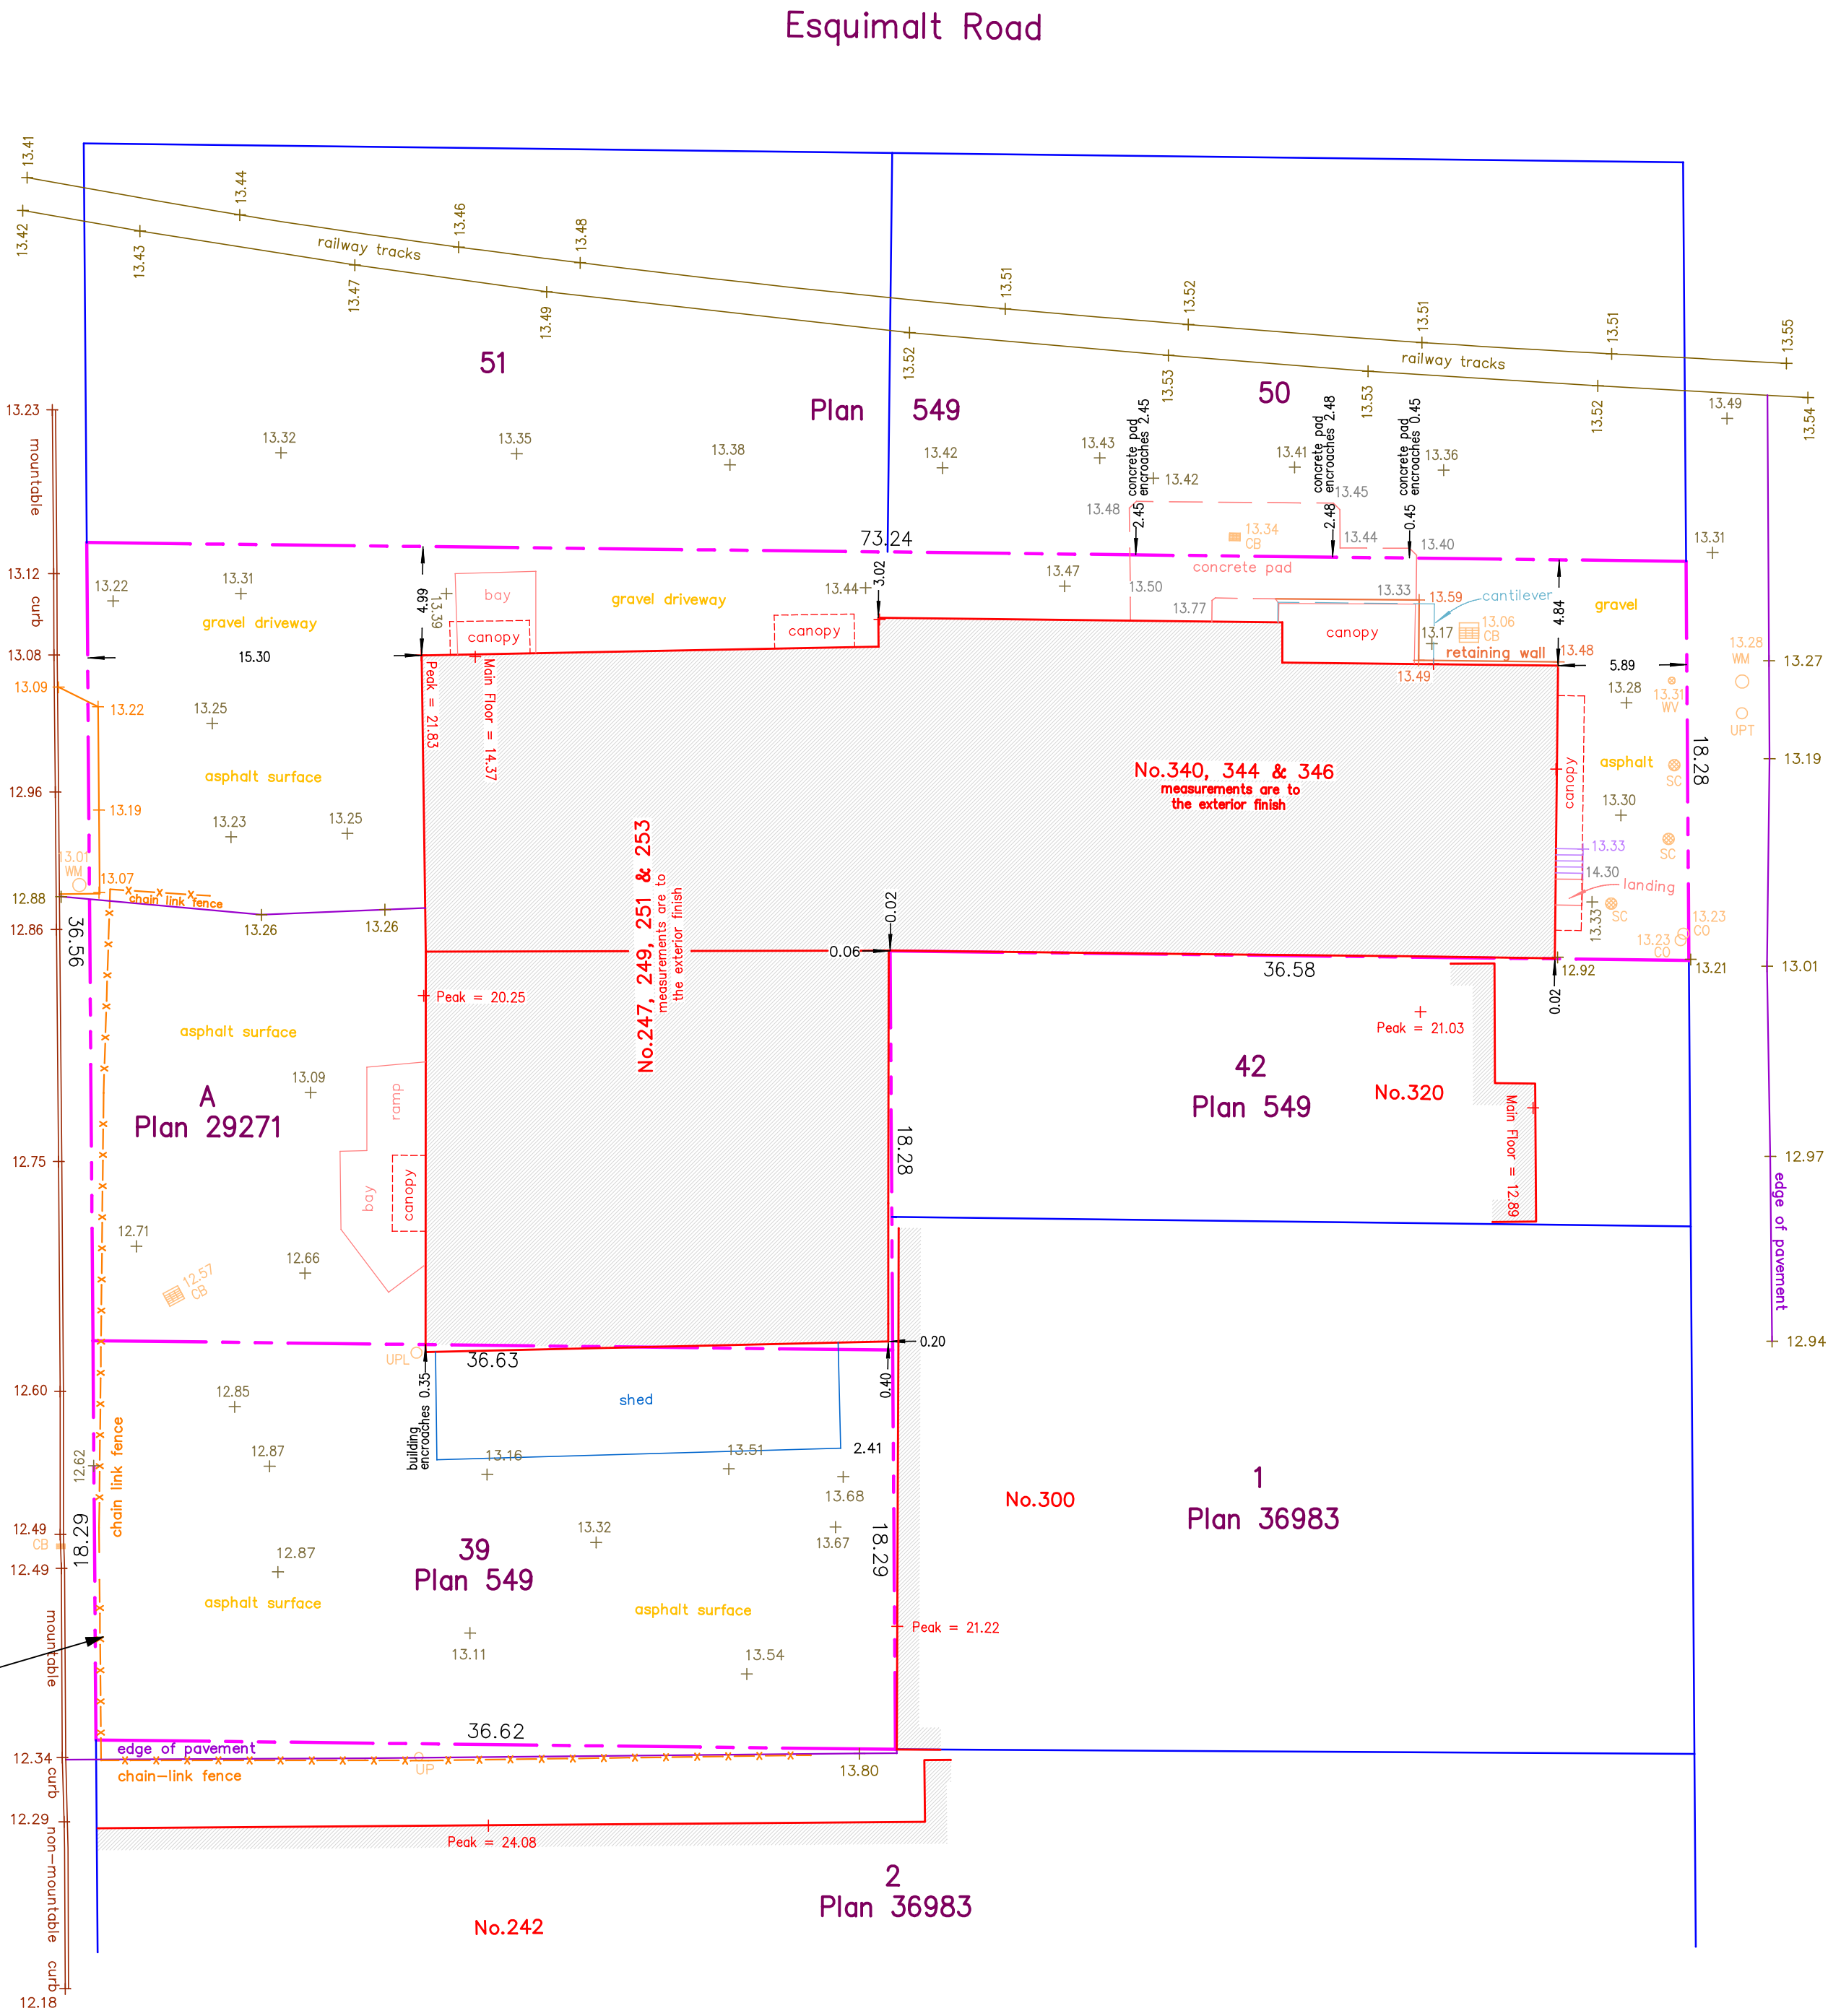 Esquimalt Road
13.41
13.44
13.46
13.48
13.42
13.43
railway tracks
13.47
13.49
13.51
13.52
13.51
13.51
13.55
13.52
13.53
13.53
railway tracks
13.52
13.54
51
Plan 549
50
13.23
mountable
13.32
13.35
13.38
13.42
13.43
13.42
13.41
13.36
13.49
concrete pad
encroaches 2.45
concrete pad
encroaches 2.48
concrete pad
encroaches 0.45
13.48
2.45
13.45
2.48
13.44
0.45
13.40
13.34
CB
13.31
73.24
13.12
curb
13.22
13.31
gravel driveway
4.99
13.39
bay
canopy
gravel driveway
13.44
3.02
canopy
13.47
13.50
concrete pad
13.77
13.33
13.59
cantilever
canopy
13.17
13.06
CB
retaining wall
13.49
13.48
4.84
gravel
13.08
15.30
5.89
13.28
WM
13.27
13.09
13.22
13.25
Peak = 21.83
Main Floor = 14.37
13.28
13.31
WV
UPT
asphalt surface
12.96
13.19
13.23
13.25
No.340, 344 & 346
measurements are to
the exterior finish
canopy
asphalt
SC
18.28
13.19
13.30
13.01
WM
13.07
chain link fence
12.88
13.26
13.26
12.86
36.56
No.247, 249, 251 & 253
measurements are to
the exterior finish
0.02
0.06
36.58
13.33
14.30
landing
SC
SC
13.33
13.23
CO
13.23
CO
12.92
0.02
13.21
13.01
Peak = 20.25
Peak = 21.03
asphalt surface
13.09
A
Plan 29271
ramp
42
Plan 549
No.320
Main Floor = 12.89
18.28
12.75
bay
canopy
12.97
edge of pavement
12.71
12.66
12.57
CB
12.94
UPL
36.63
0.20
0.40
building
encroaches 0.35
shed
12.60
12.85
12.87
13.16
13.51
2.41
13.68
13.67
12.62
chain link fence
12.49
CB
12.49
18.29
12.87
13.32
39
Plan 549
18.29
No.300
1
Plan 36983
asphalt surface
asphalt surface
mountable
13.11
13.54
Peak = 21.22
36.62
edge of pavement
12.34
chain-link fence
UP
13.80
curb
12.29
Peak = 24.08
non-mountable curb
2
Plan 36983
No.242
12.18